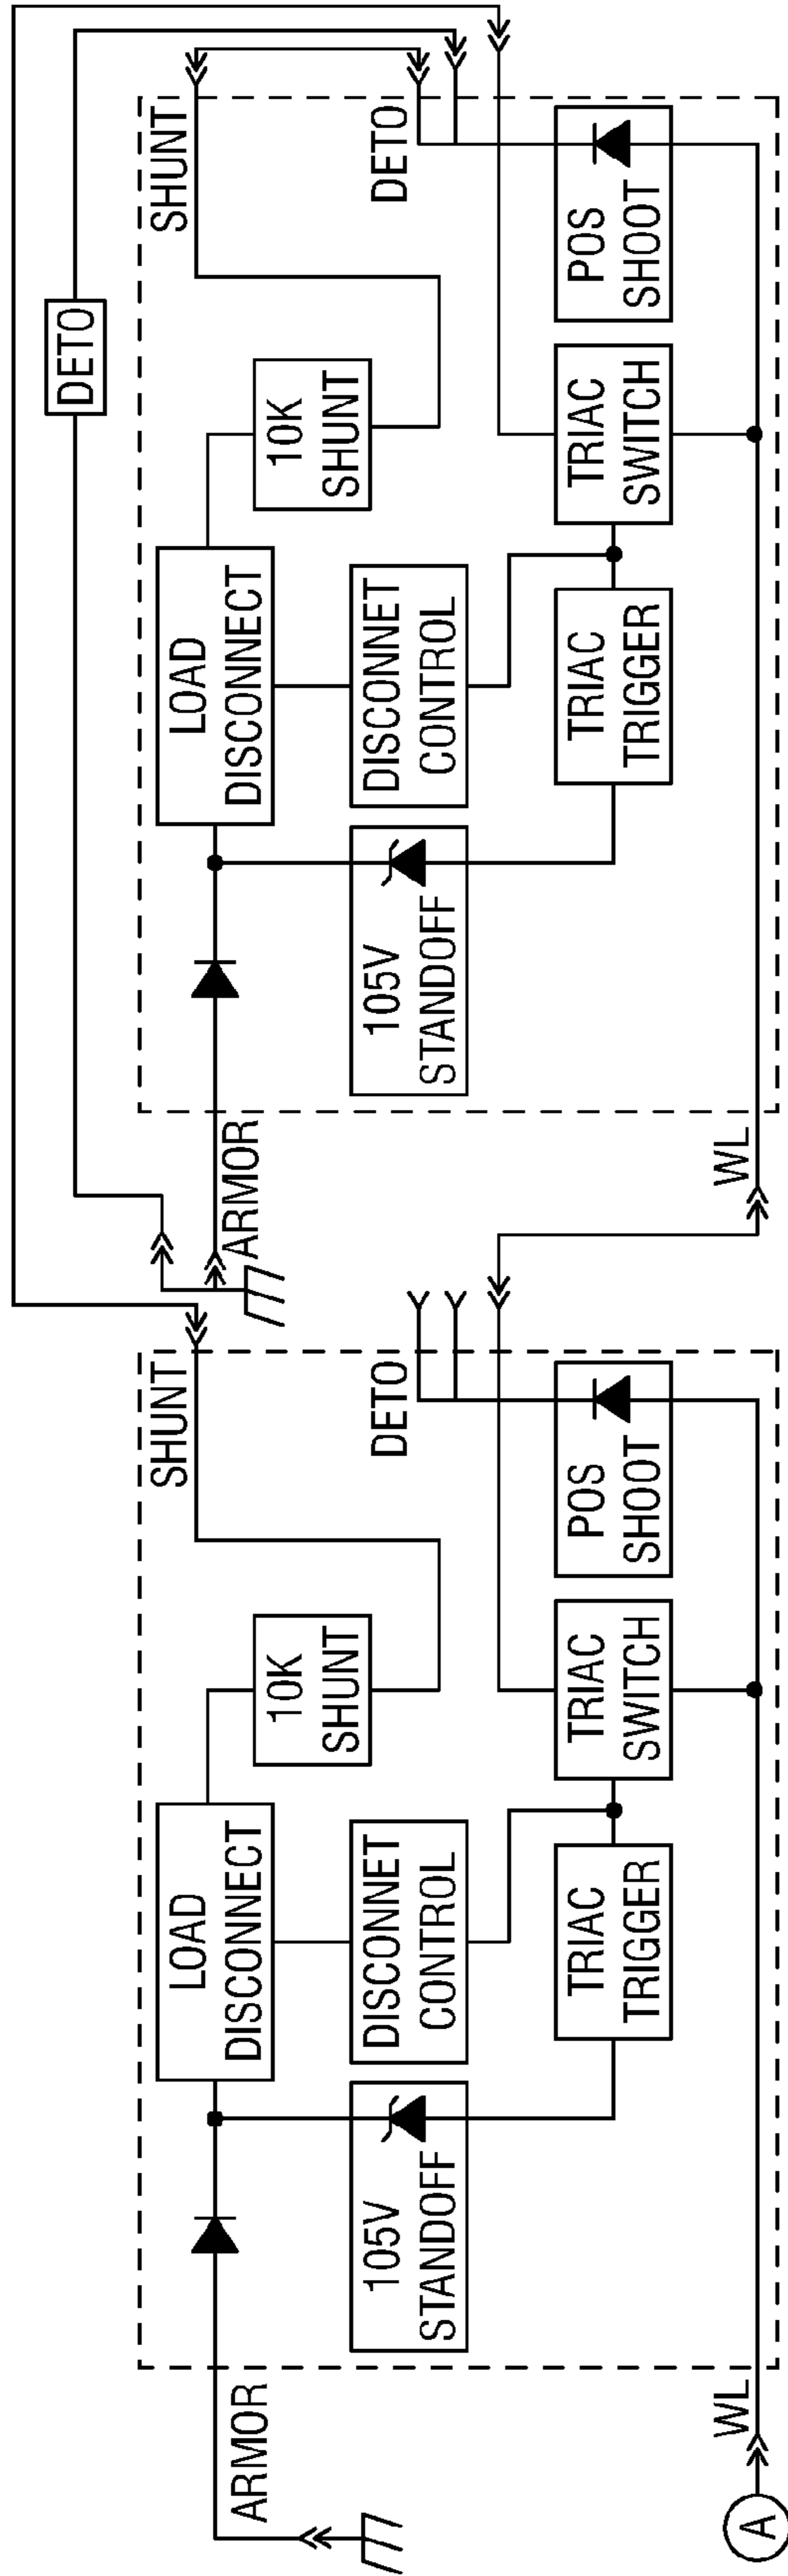 ARMOR
LOAD
DISCONNECT
SHUNT
10K
SHUNT
105V
STANDOFF
DISCONNET
CONTROL
DETO
TRIAC
TRIGGER
TRIAC
SWITCH
POS
SHOOT
WL
A
DETO
ARMOR
LOAD
DISCONNECT
SHUNT
10K
SHUNT
105V
STANDOFF
DISCONNET
CONTROL
DETO
TRIAC
TRIGGER
TRIAC
SWITCH
POS
SHOOT
WL